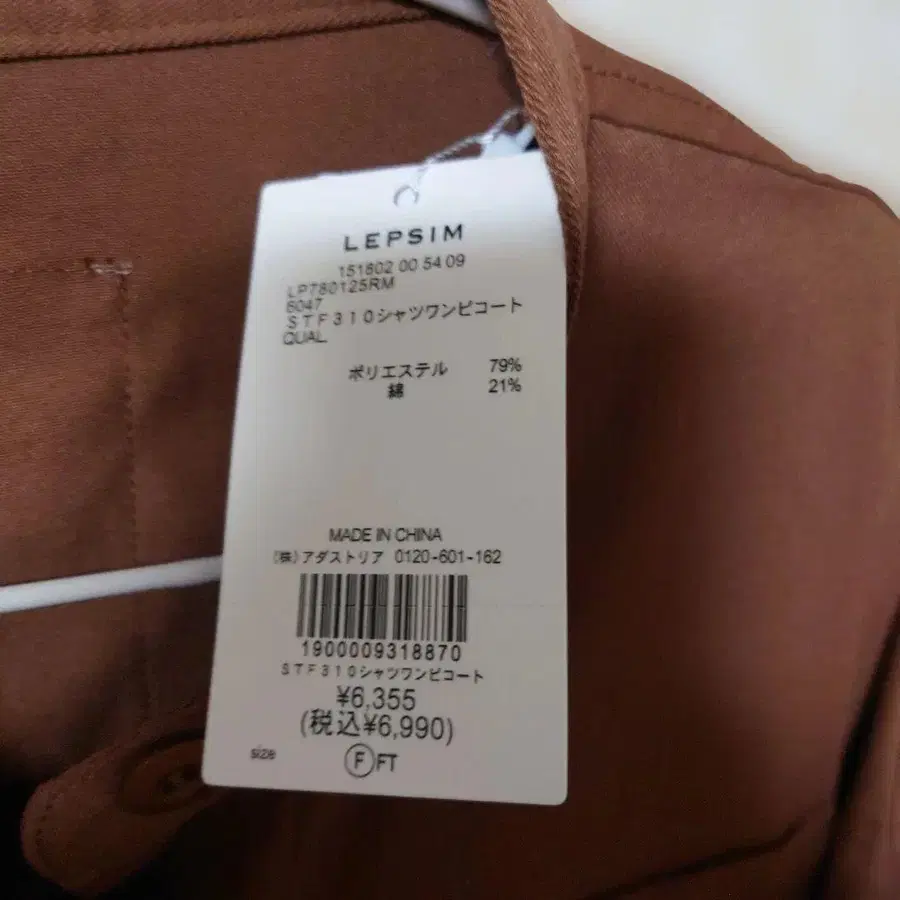 LEPSIM
151802 00 54 09
LP780125RM
6047
STF310シャツワンピコート
QUAL
ポリエステル 79%
綿 21%
MADE IN CHINA
(株)アダストリア 0120-601-162
1900009318870
STF310シャツワンピコート
¥6,355
(税込¥6,990)
size Ⓕ FT